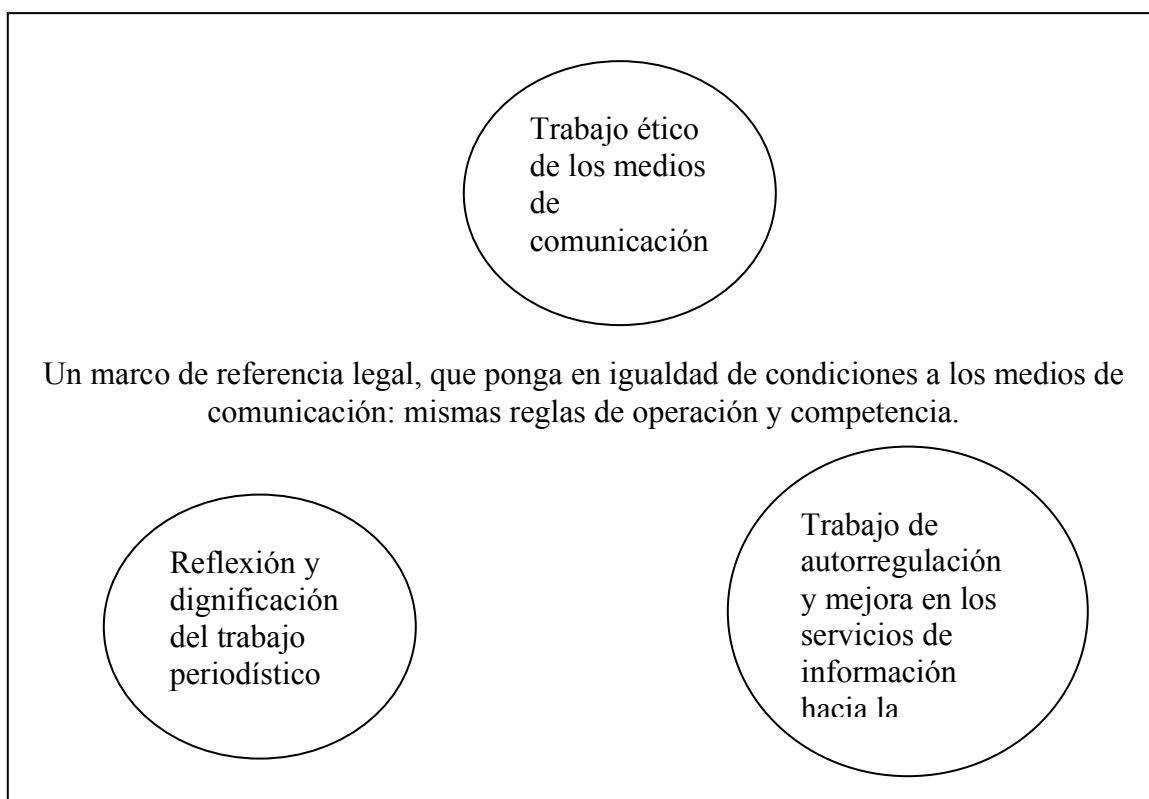 Trabajo ético
de los medios
de
comunicación
Un marco de referencia legal, que ponga en igualdad de condiciones a los medios de
comunicación: mismas reglas de operación y competencia.
Reflexión y
dignificación
del trabajo
periodístico
Trabajo de
autorregulación
y mejora en los
servicios de
información
hacia la